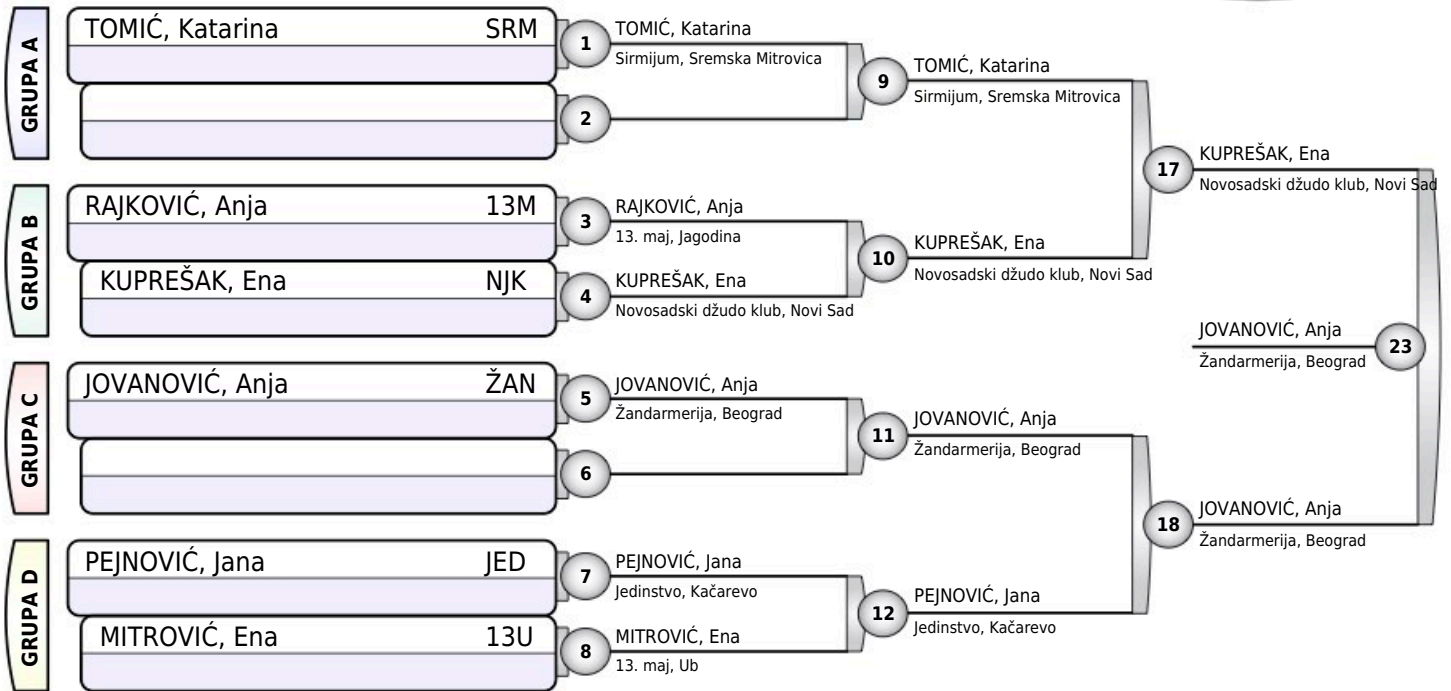 GRUPA A
TOMIĆ, Katarina SRM
1
TOMIĆ, Katarina
Sirmijum, Sremska Mitrovica
2
9
TOMIĆ, Katarina
Sirmijum, Sremska Mitrovica
GRUPA B
RAJKOVIĆ, Anja 13M
3
RAJKOVIĆ, Anja
13. maj, Jagodina
KUPREŠAK, Ena NJK
4
KUPREŠAK, Ena
Novosadski džudo klub, Novi Sad
10
KUPREŠAK, Ena
Novosadski džudo klub, Novi Sad
17
KUPREŠAK, Ena
Novosadski džudo klub, Novi Sad
GRUPA C
JOVANOVIĆ, Anja ŽAN
5
JOVANOVIĆ, Anja
Žandarmerija, Beograd
6
11
JOVANOVIĆ, Anja
Žandarmerija, Beograd
GRUPA D
PEJNOVIĆ, Jana JED
7
PEJNOVIĆ, Jana
Jedinstvo, Kačarevo
MITROVIĆ, Ena 13U
8
MITROVIĆ, Ena
13. maj, Ub
12
PEJNOVIĆ, Jana
Jedinstvo, Kačarevo
18
JOVANOVIĆ, Anja
Žandarmerija, Beograd
JOVANOVIĆ, Anja
Žandarmerija, Beograd
23